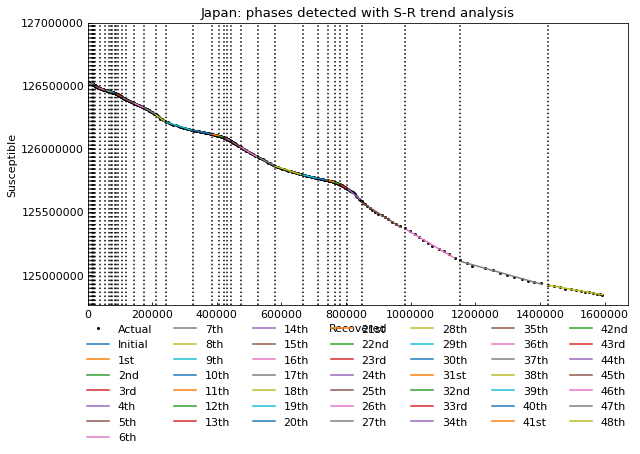 Japan: phases detected with S-R trend analysis
127000000
126500000
126000000
125500000
125000000
Susceptible
0 200000 400000 600000 800000 1000000 1200000 1400000 1600000
Recovered
Actual 7th 14th 21st 28th 35th 42nd
Initial 8th 15th 22nd 29th 36th 43rd
1st 9th 16th 23rd 30th 37th 44th
2nd 10th 17th 24th 31st 38th 45th
3rd 11th 18th 25th 32nd 39th 46th
4th 12th 19th 26th 33rd 40th 47th
5th 13th 20th 27th 34th 41st 48th
6th